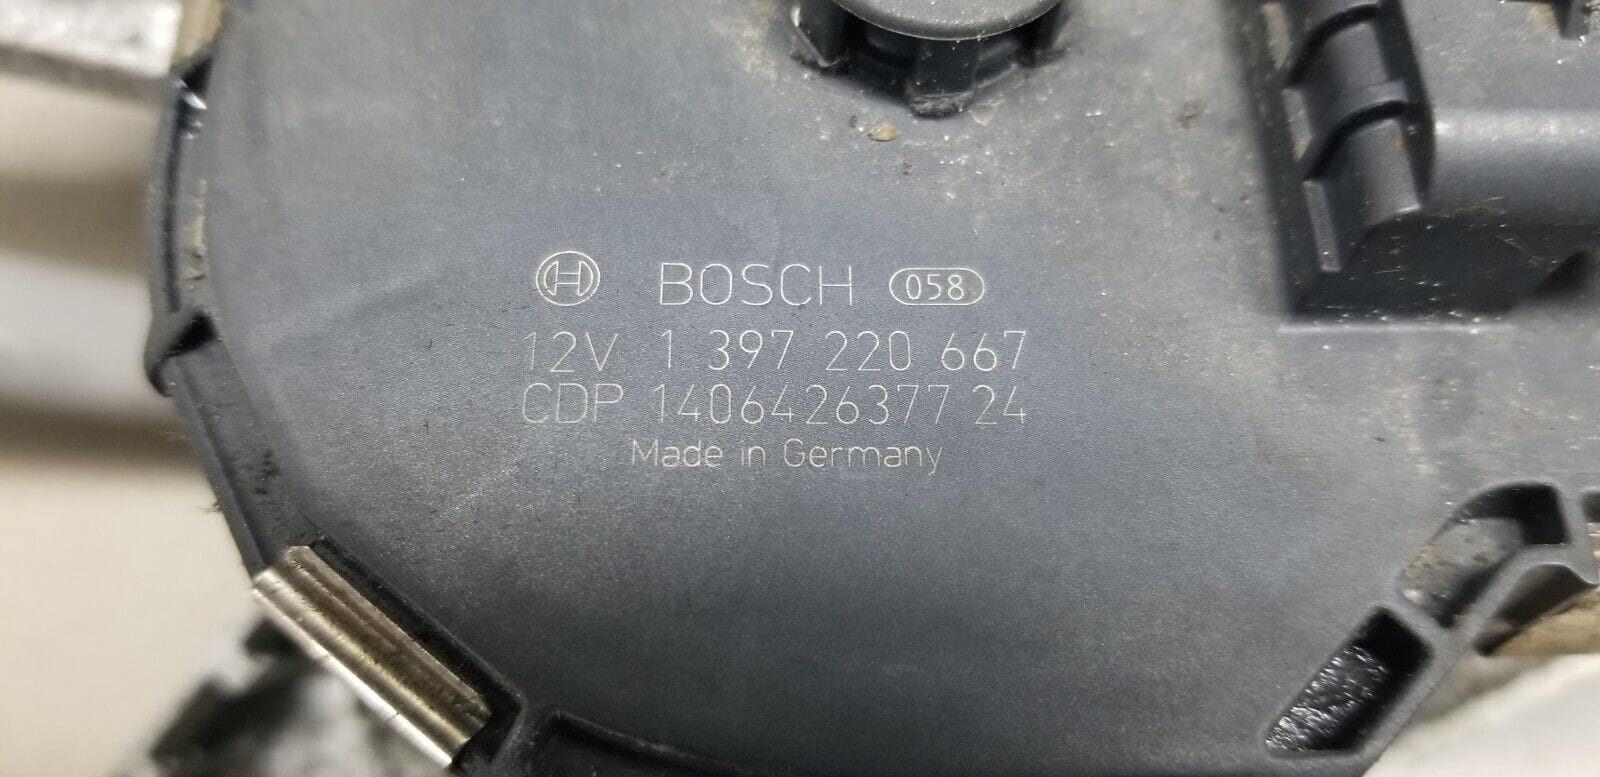 BOSCH 058
12V 1 397 220 667
CDP 1406426377 24
Made in Germany